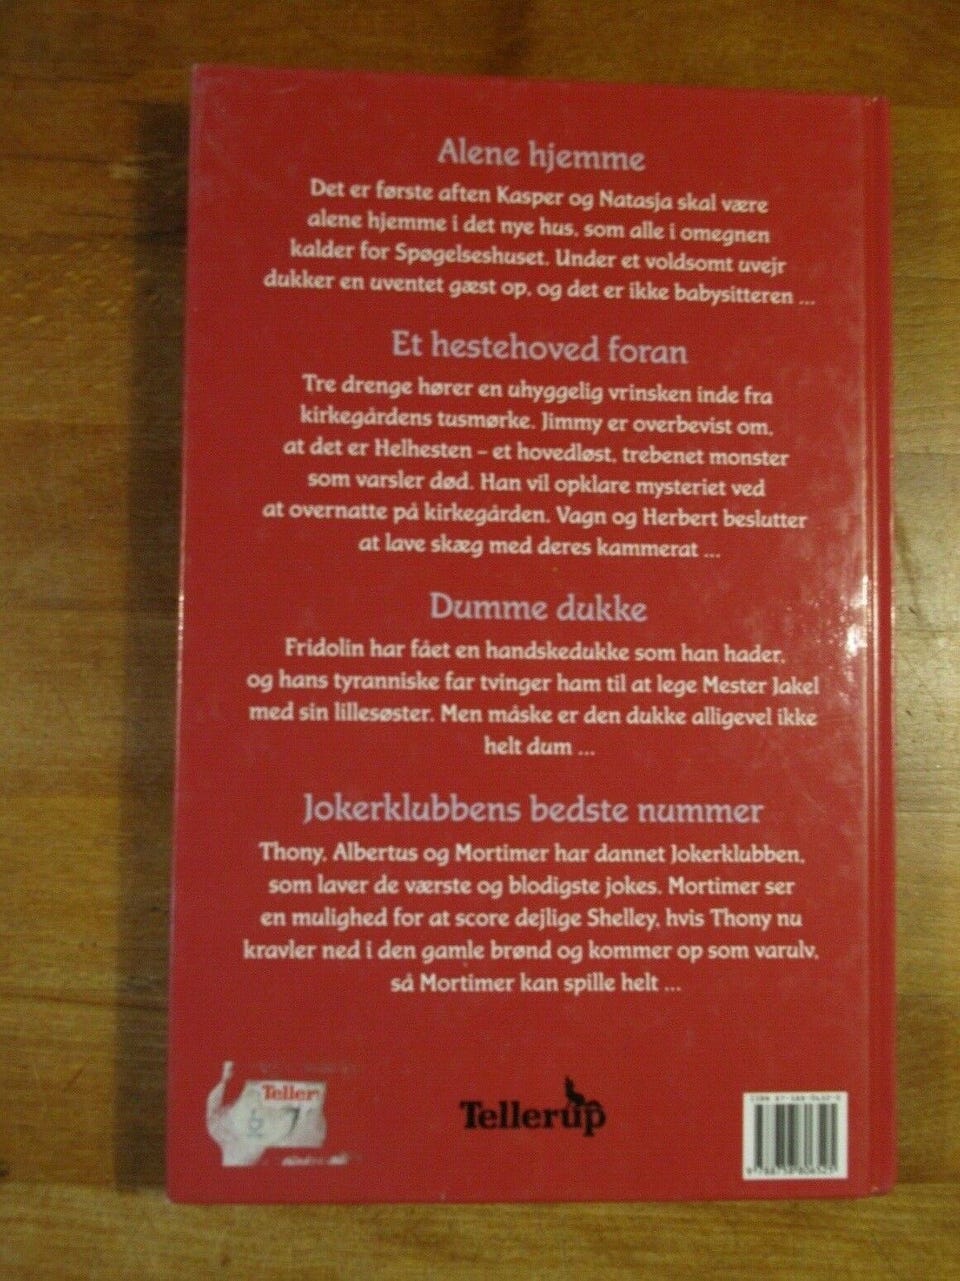 Alene hjemme
Det er første aften Kasper og Natasja skal være
alene hjemme i det nye hus, som alle i omegnen
kalder for Spøgelseshuset. Under et voldsomt uvejr
dukker en uventet gæst op, og det er ikke babysitteren ...
Et hestehoved foran
Tre drenge hører en uhyggelig vrinsken inde fra
kirkegårdens tusmørke. Jimmy er overbevist om,
at det er Helhesten – et hovedløst, trebenet monster
som varsler død. Han vil opklare mysteriet ved
at overnatte på kirkegården. Vagn og Herbert beslutter
at lave skæg med deres kammerat ...
Dumme dukke
Fridolin har fået en handskedukke som han hader,
og hans tyranniske far tvinger ham til at lege Mester Jakel
med sin lillesøster. Men måske er den dukke alligevel ikke
helt dum ...
Jokerklubbens bedste nummer
Thony, Albertus og Mortimer har dannet Jokerklubben,
som laver de værste og blodigste jokes. Mortimer ser
en mulighed for at score dejlige Shelley, hvis Thony nu
kravler ned i den gamle brønd og kommer op som varulv,
så Mortimer kan spille helt ...
Teller
7
Tellerup
ISBN